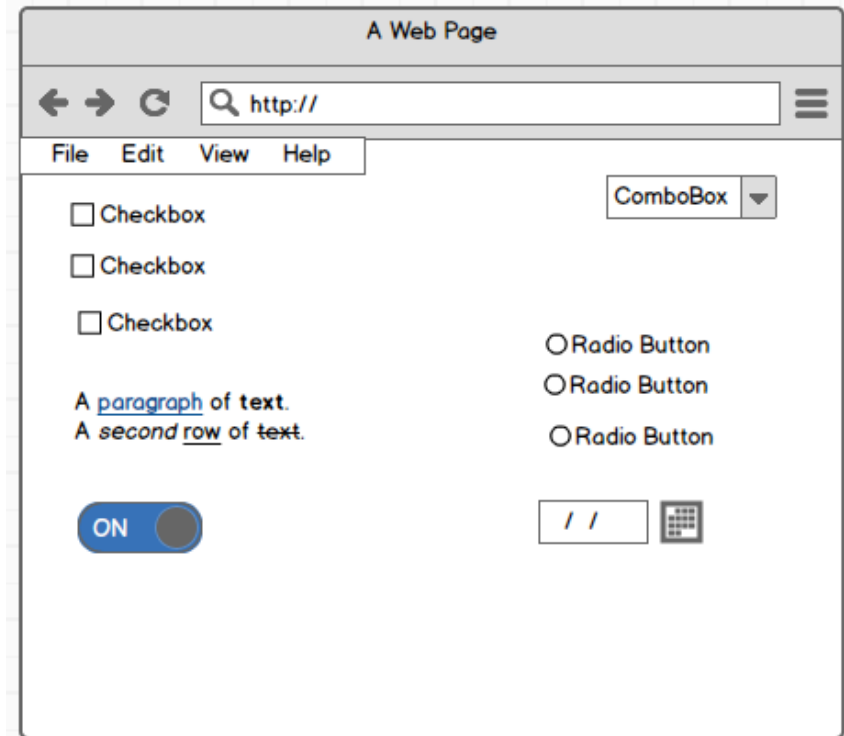 A Web Page
http://
File Edit View Help
ComboBox
Checkbox
Checkbox
Checkbox
Radio Button
Radio Button
A paragraph of text.
A second row of text.
Radio Button
ON
/ /